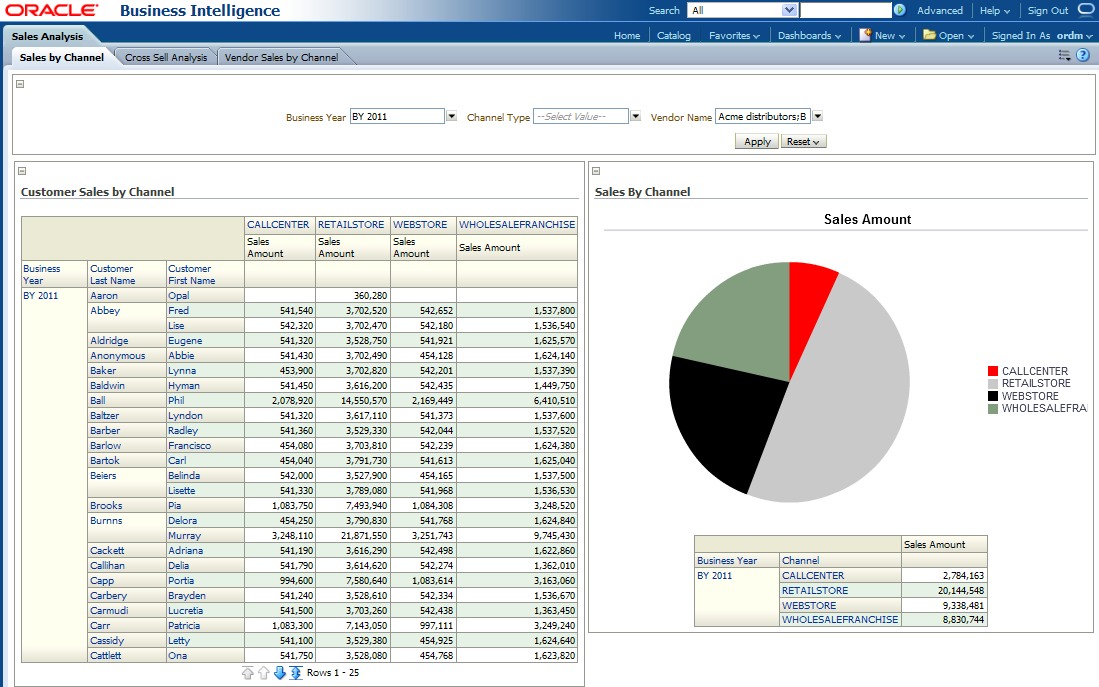 ORACLE Business Intelligence
Search All Advanced Help Sign Out
Sales Analysis
Home Catalog Favorites Dashboards New Open Signed In As ordm
Sales by Channel Cross Sell Analysis Vendor Sales by Channel
Business Year BY 2011 Channel Type --Select Value-- Vendor Name Acme distributors;B
Apply Reset
Customer Sales by Channel
CALLCENTER RETAILSTORE WEBSTORE WHOLESALEFRANCHISE
Sales Amount Sales Amount Sales Amount Sales Amount
Business Year Customer Last Name Customer First Name
BY 2011 Aaron Opal 360,280
Abbey Fred 541,540 3,702,520 542,652 1,537,800
Lise 542,320 3,702,470 542,180 1,536,540
Aldridge Eugene 541,320 3,528,750 541,921 1,625,570
Anonymous Abbie 541,430 3,702,490 454,128 1,624,140
Baker Lynna 453,900 3,702,820 542,201 1,537,390
Baldwin Hyman 541,450 3,616,200 542,435 1,449,750
Ball Phil 2,078,920 14,550,570 2,169,449 6,410,510
Baltzer Lyndon 541,320 3,617,110 541,373 1,537,600
Barber Radley 541,360 3,529,330 542,044 1,537,520
Barlow Francisco 454,080 3,703,810 542,239 1,624,380
Bartok Carl 454,040 3,791,730 541,613 1,625,040
Beiers Belinda 542,000 3,527,900 454,165 1,537,500
Lisette 541,330 3,789,080 541,968 1,536,530
Brooks Pia 1,083,750 7,493,940 1,084,308 3,248,520
Burnns Delora 454,250 3,790,830 541,768 1,624,840
Murray 3,248,110 21,871,550 3,251,743 9,745,430
Cackett Adriana 541,190 3,616,290 542,498 1,622,860
Callihan Delia 541,790 3,614,620 542,274 1,362,010
Capp Portia 994,600 7,580,640 1,083,614 3,163,060
Carbery Brayden 541,240 3,528,610 542,334 1,536,670
Carmudi Lucretia 541,500 3,703,260 542,438 1,363,450
Carr Patricia 1,083,300 7,143,050 997,111 3,249,240
Cassidy Letty 541,100 3,529,380 454,925 1,624,640
Cattlett Ona 541,750 3,528,080 454,768 1,623,820
Rows 1 - 25
Sales By Channel
Sales Amount
CALLCENTER
RETAILSTORE
WEBSTORE
WHOLESALEFRA
Sales Amount
Business Year Channel
BY 2011 CALLCENTER 2,784,163
RETAILSTORE 20,144,548
WEBSTORE 9,338,481
WHOLESALEFRANCHISE 8,830,744